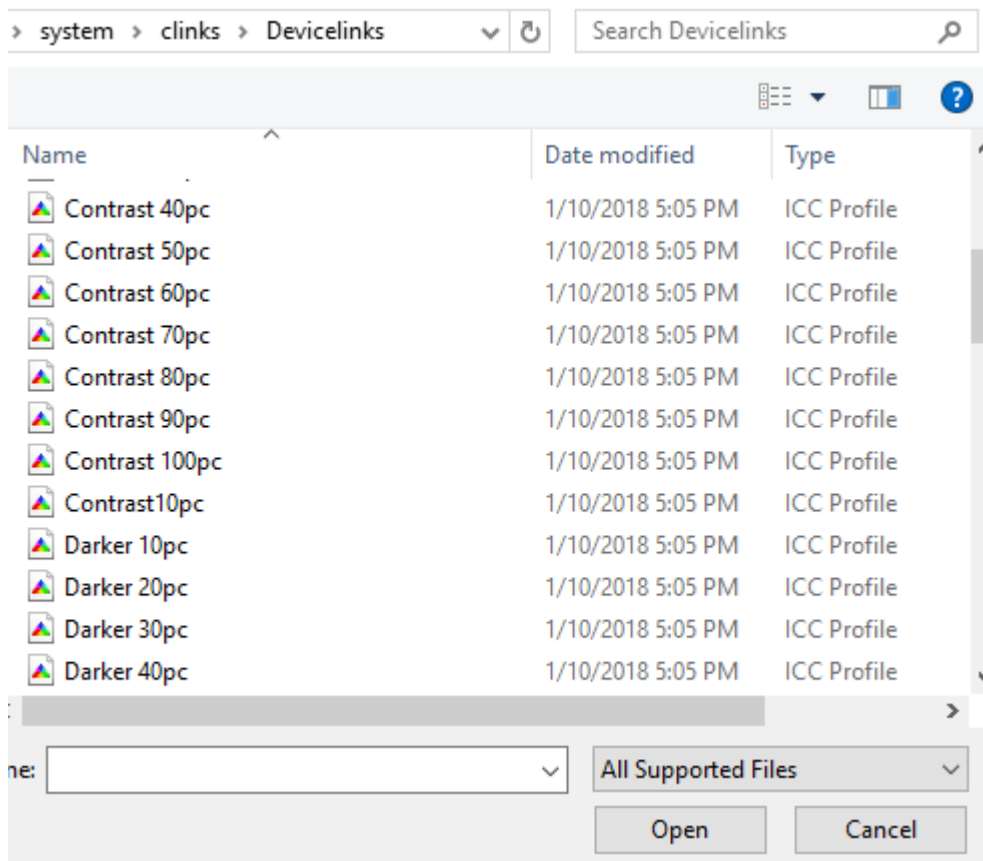 > system > clinks > Devicelinks Search Devicelinks
?
Name Date modified Type
Contrast 40pc 1/10/2018 5:05 PM ICC Profile
Contrast 50pc 1/10/2018 5:05 PM ICC Profile
Contrast 60pc 1/10/2018 5:05 PM ICC Profile
Contrast 70pc 1/10/2018 5:05 PM ICC Profile
Contrast 80pc 1/10/2018 5:05 PM ICC Profile
Contrast 90pc 1/10/2018 5:05 PM ICC Profile
Contrast 100pc 1/10/2018 5:05 PM ICC Profile
Contrast10pc 1/10/2018 5:05 PM ICC Profile
Darker 10pc 1/10/2018 5:05 PM ICC Profile
Darker 20pc 1/10/2018 5:05 PM ICC Profile
Darker 30pc 1/10/2018 5:05 PM ICC Profile
Darker 40pc 1/10/2018 5:05 PM ICC Profile
All Supported Files
Open Cancel